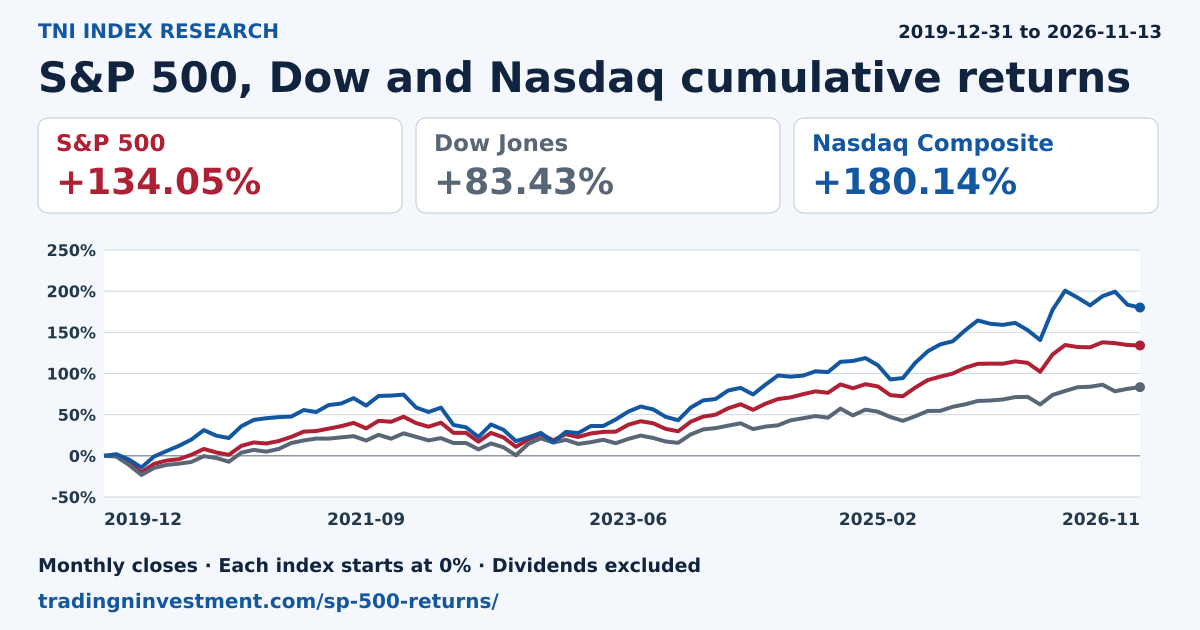 TNI INDEX RESEARCH
2019-12-31 to 2026-11-13
S&P 500, Dow and Nasdaq cumulative returns
S&P 500
+134.05%
Dow Jones
+83.43%
Nasdaq Composite
+180.14%
250%
200%
150%
100%
50%
0%
-50%
2019-12
2021-09
2023-06
2025-02
2026-11
Monthly closes · Each index starts at 0% · Dividends excluded
tradingninvestment.com/sp-500-returns/